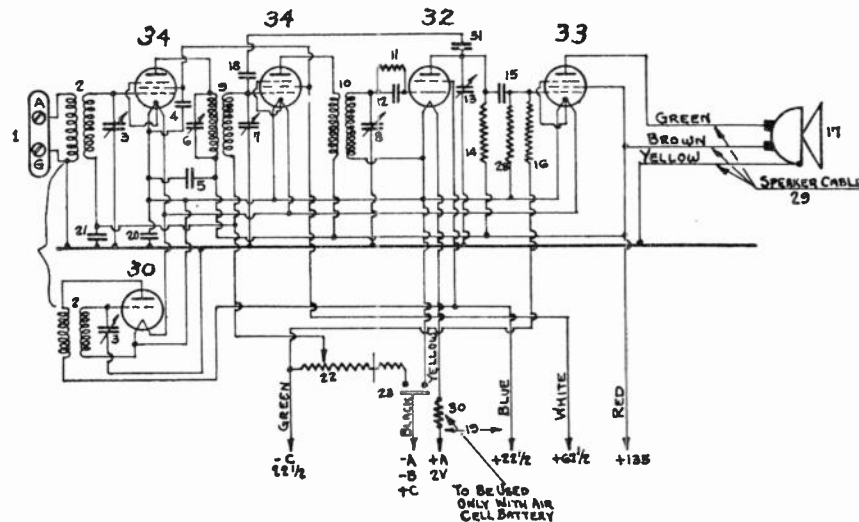 34
34
32
33
1
A
G
2
3
4
6
5
9
18
7
10
8
11
12
31
13
14
15
16
17
GREEN
BROWN
YELLOW
SPEAKER CABLE
29
21
20
30
2
3
22
28
GREEN
BLACK
YELLOW
30
19
BLUE
WHITE
RED
-C
22½
-A
-B
+C
+A
2V
+22½
+135
TO BE USED
ONLY WITH AIR
CELL BATTERY